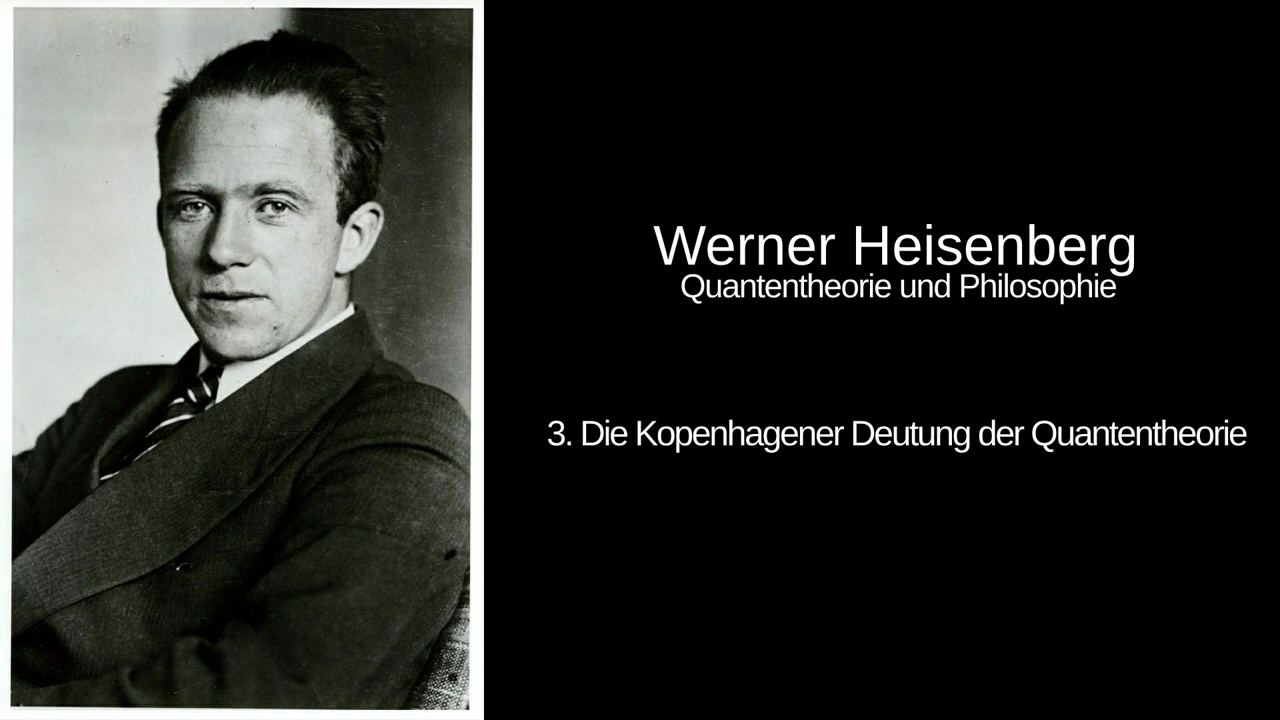 Werner Heisenberg
Quantentheorie und Philosophie
3. Die Kopenhagener Deutung der Quantentheorie